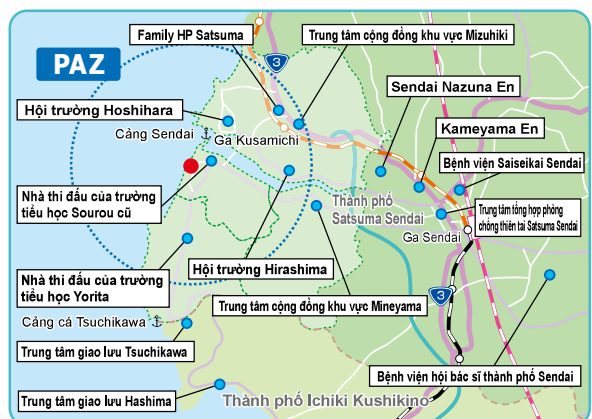 Family HP Satsuma
Trung tâm cộng đồng khu vực Mizuhiki
3
PAZ
Sendai Nazuna En
Hội trường Hoshihara
Cảng Sendai
Ga Kusamichi
Kameyama En
Bệnh viện Saiseikai Sendai
Nhà thi đấu của trường
tiểu học Sourou cũ
Thành phố
Satsuma Sendai
Trung tâm tổng hợp phòng
chống thiên tai Satsuma Sendai
Ga Sendai
Hội trường Hirashima
Nhà thi đấu của trường
tiểu học Yorita
Trung tâm cộng đồng khu vực Mineyama
3
Cảng cá Tsuchikawa
Trung tâm giao lưu Tsuchikawa
Bệnh viện hội bác sĩ thành phố Sendai
Trung tâm giao lưu Hashima
Thành phố Ichiki Kushikino